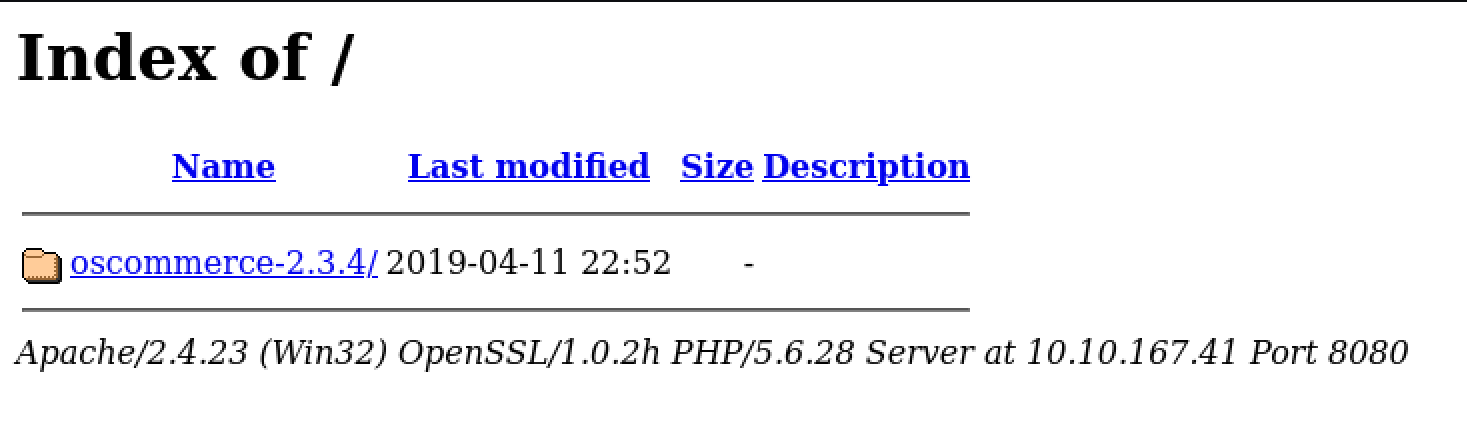 Index of /
Name Last modified Size Description
oscommerce-2.3.4/ 2019-04-11 22:52 -
Apache/2.4.23 (Win32) OpenSSL/1.0.2h PHP/5.6.28 Server at 10.10.167.41 Port 8080